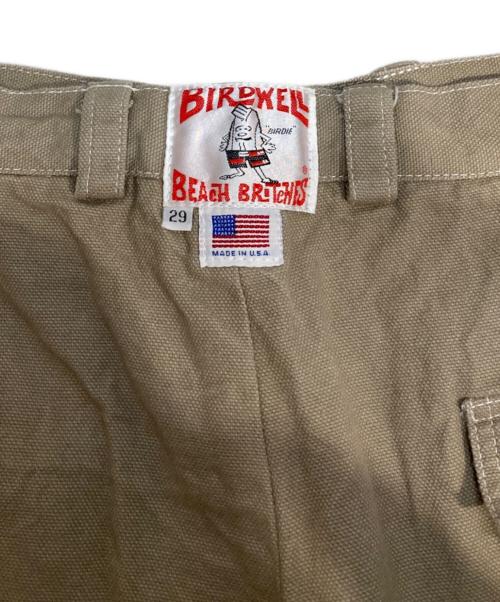 BIRDWELL
"BIRDIE"
BEACH BRITCHES®
29
MADE IN U.S.A.